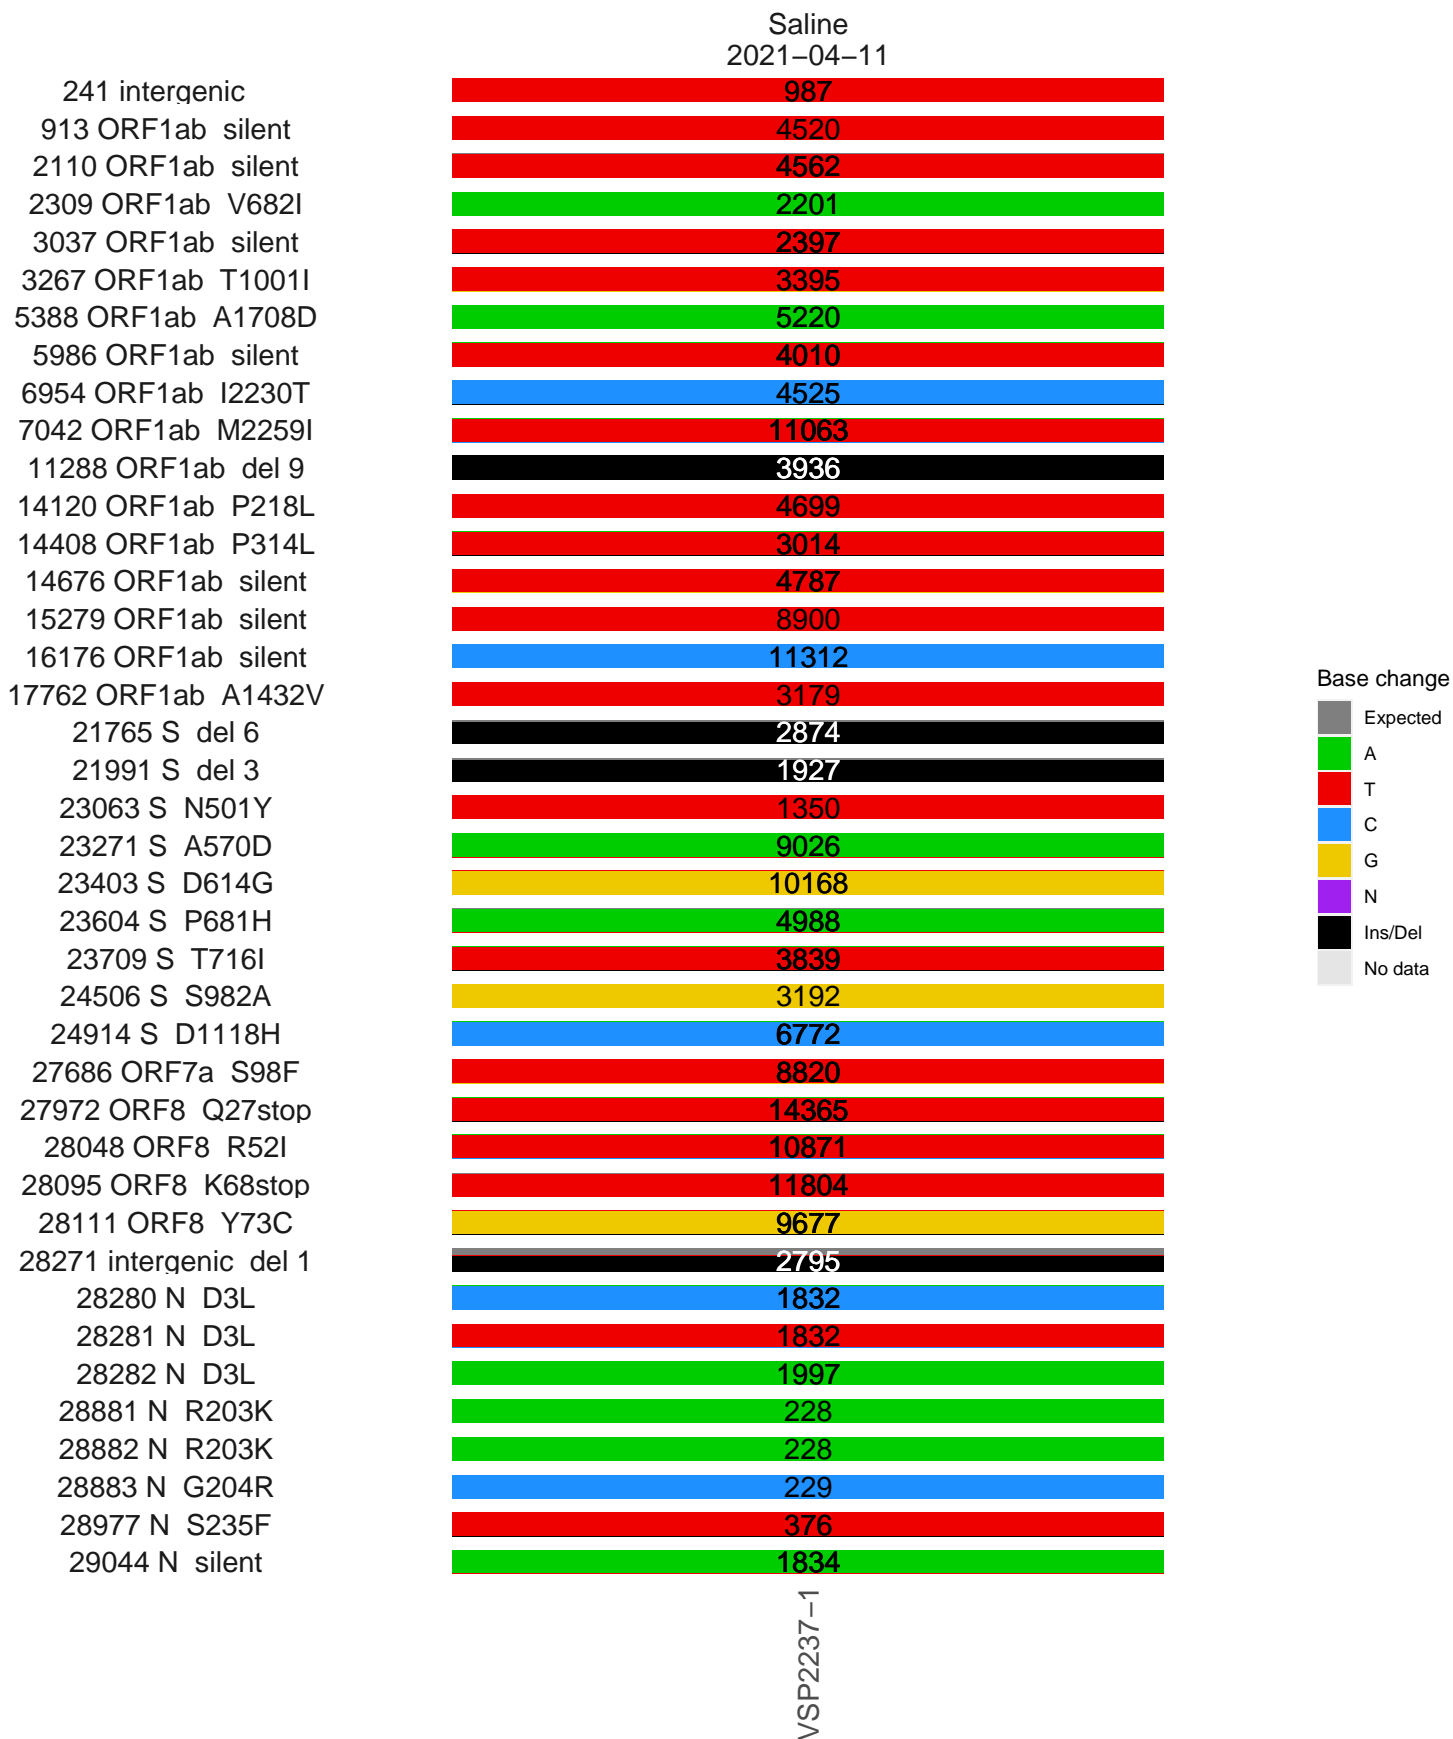 Saline
2021−04−11
241 intergenic 987
913 ORF1ab silent 4520
2110 ORF1ab silent 4562
2309 ORF1ab V682I 2201
3037 ORF1ab silent 2397
3267 ORF1ab T1001I 3395
5388 ORF1ab A1708D 5220
5986 ORF1ab silent 4010
6954 ORF1ab I2230T 4525
7042 ORF1ab M2259I 11063
11288 ORF1ab del 9 3936
14120 ORF1ab P218L 4699
14408 ORF1ab P314L 3014
14676 ORF1ab silent 4787
15279 ORF1ab silent 8900
16176 ORF1ab silent 11312
17762 ORF1ab A1432V 3179
21765 S del 6 2874
21991 S del 3 1927
23063 S N501Y 1350
23271 S A570D 9026
23403 S D614G 10168
23604 S P681H 4988
23709 S T716I 3839
24506 S S982A 3192
24914 S D1118H 6772
27686 ORF7a S98F 8820
27972 ORF8 Q27stop 14365
28048 ORF8 R52I 10871
28095 ORF8 K68stop 11804
28111 ORF8 Y73C 9677
28271 intergenic del 1 2795
28280 N D3L 1832
28281 N D3L 1832
28282 N D3L 1997
28881 N R203K 228
28882 N R203K 228
28883 N G204R 229
28977 N S235F 376
29044 N silent 1834
VSP2237−1
Base change
Expected
A
T
C
G
N
Ins/Del
No data